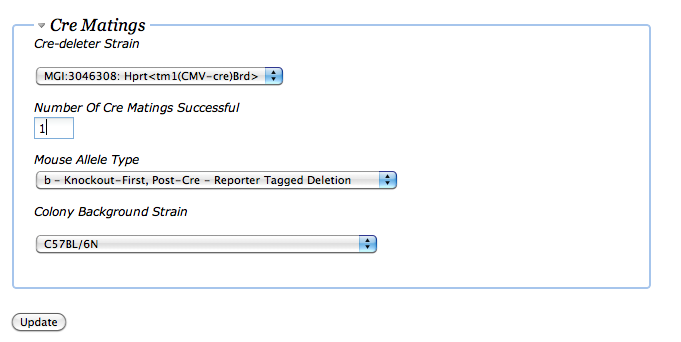 Cre Matings
Cre-deleter Strain
MGI:3046308: Hprt<tm1(CMV-cre)Brd>
Number Of Cre Matings Successful
1
Mouse Allele Type
b - Knockout-First, Post-Cre - Reporter Tagged Deletion
Colony Background Strain
C57BL/6N
Update